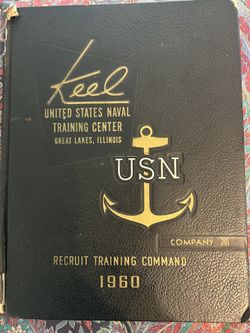 Keel
UNITED STATES NAVAL
TRAINING CENTER
GREAT LAKES, ILLINOIS
USN
COMPANY
RECRUIT TRAINING COMMAND
1960